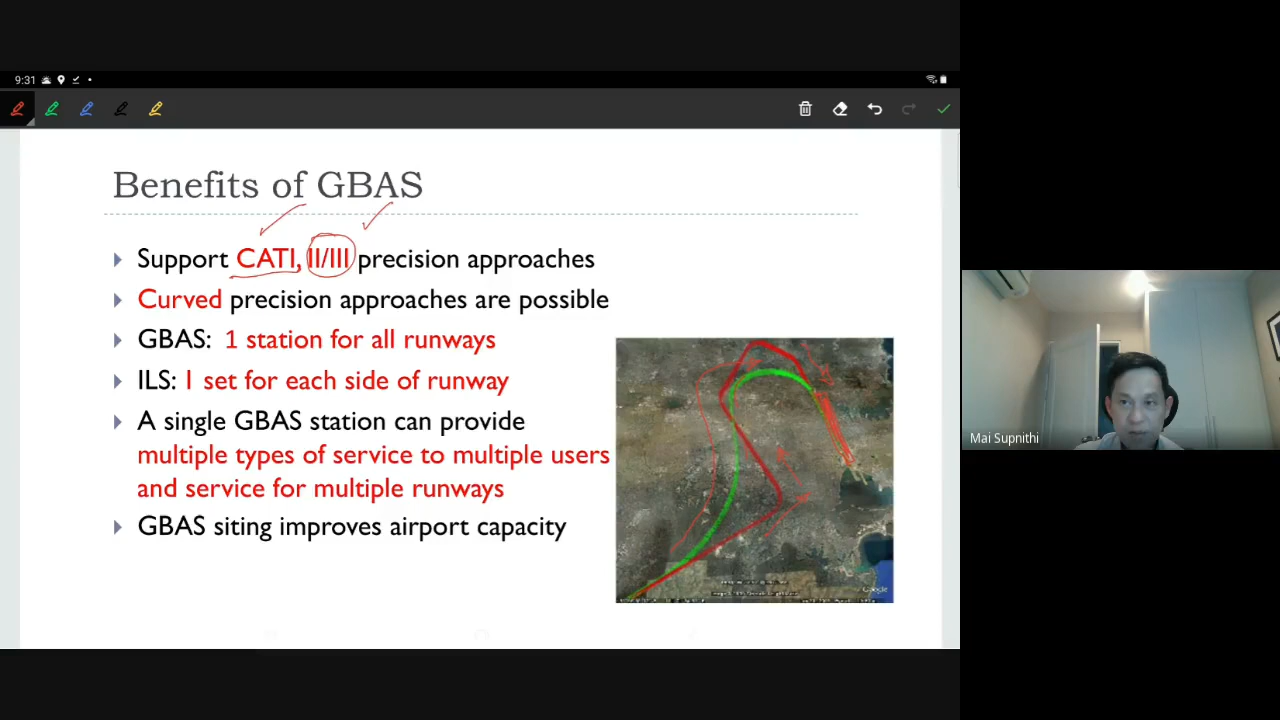 9:31
Benefits of GBAS
Support CATI, II/III precision approaches
Curved precision approaches are possible
GBAS: 1 station for all runways
ILS: 1 set for each side of runway
A single GBAS station can provide
multiple types of service to multiple users
and service for multiple runways
GBAS siting improves airport capacity
Google
Mai Supnithi